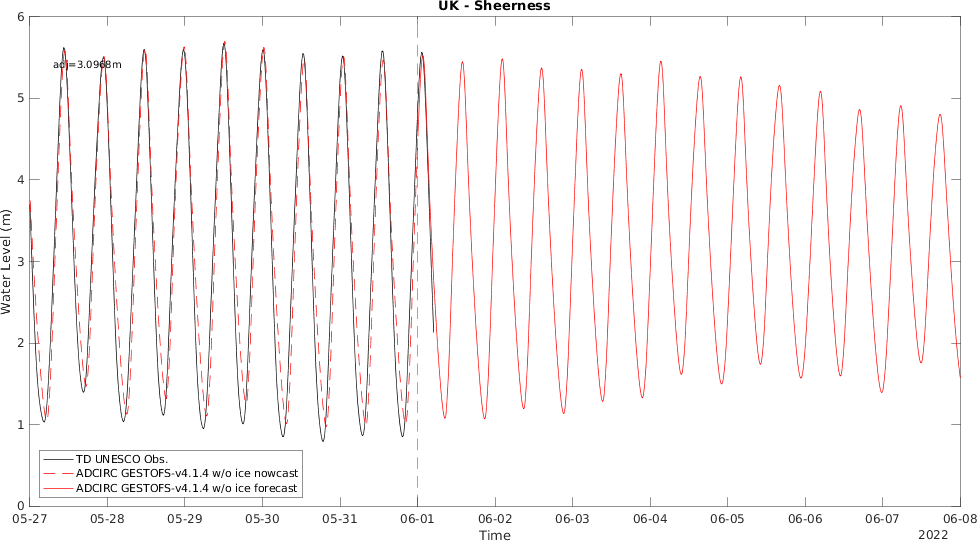 UK - Sheerness
adj=3.0968m
Water Level (m)
6
5
4
3
2
1
0
TD UNESCO Obs.
ADCIRC GESTOFS-v4.1.4 w/o ice nowcast
ADCIRC GESTOFS-v4.1.4 w/o ice forecast
05-27 05-28 05-29 05-30 05-31 06-01 06-02 06-03 06-04 06-05 06-06 06-07 06-08
Time
2022